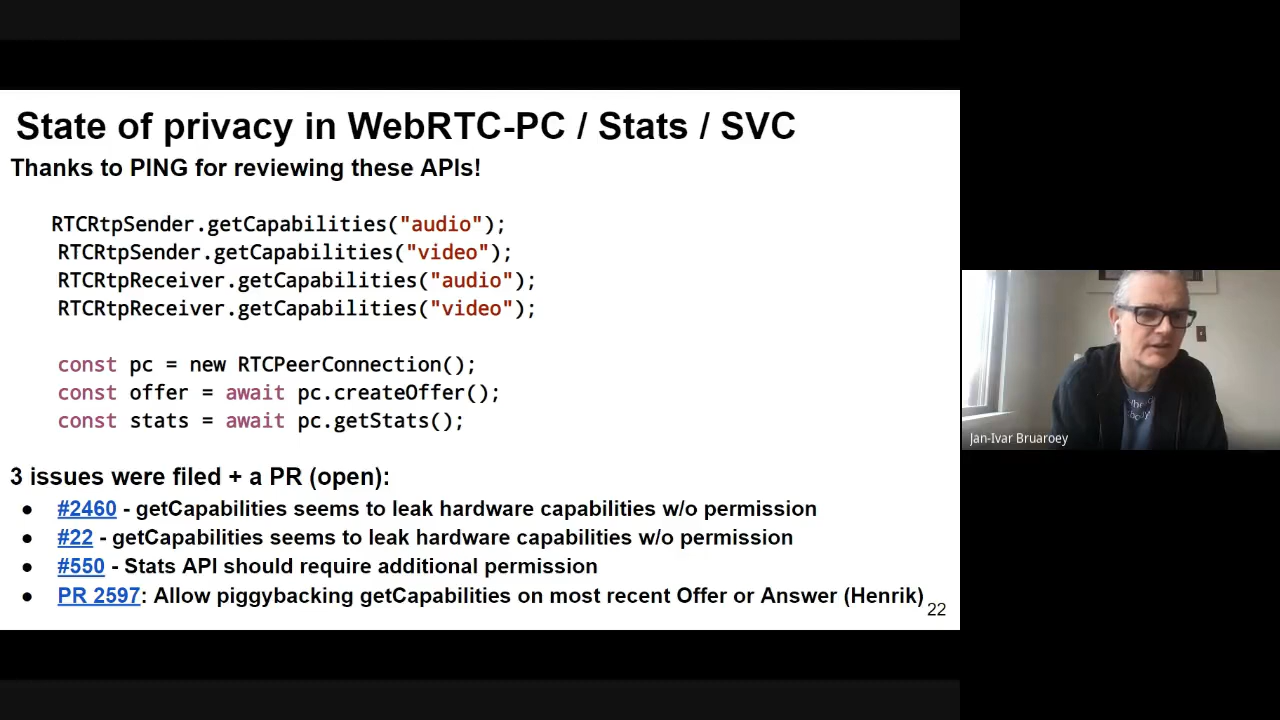 State of privacy in WebRTC-PC / Stats / SVC
Thanks to PING for reviewing these APIs!
RTCRtpSender.getCapabilities("audio");
RTCRtpSender.getCapabilities("video");
RTCRtpReceiver.getCapabilities("audio");
RTCRtpReceiver.getCapabilities("video");
const pc = new RTCPeerConnection();
const offer = await pc.createOffer();
const stats = await pc.getStats();
3 issues were filed + a PR (open):
● #2460 - getCapabilities seems to leak hardware capabilities w/o permission
● #22 - getCapabilities seems to leak hardware capabilities w/o permission
● #550 - Stats API should require additional permission
● PR 2597: Allow piggybacking getCapabilities on most recent Offer or Answer (Henrik)
22
Jan-Ivar Bruaroey